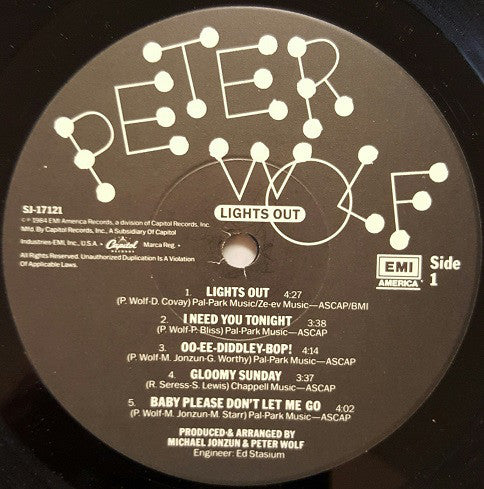 PETER
WOLF
LIGHTS OUT
SJ-17121
℗ 1984 EMI America Records, a division of Capitol Records, Inc.
Mfd. By Capitol Records, Inc., A Subsidiary Of Capitol
Industries-EMI, Inc., U.S.A. • Capitol RECORDS Marca Reg. •
All Rights Reserved. Unauthorized Duplication Is A Violation
Of Applicable Laws.
EMI
AMERICA
Side
1
1. LIGHTS OUT 4:27
(P. Wolf-D. Covay) Pal-Park Music/Ze-ev Music—ASCAP/BMI
2. I NEED YOU TONIGHT 3:38
(P. Wolf-P. Bliss) Pal-Park Music—ASCAP
3. OO-EE-DIDDLEY-BOP! 4:14
(P. Wolf-M. Jonzun-G. Worthy) Pal-Park Music—ASCAP
4. GLOOMY SUNDAY 3:37
(R. Seress-S. Lewis) Chappell Music—ASCAP
5. BABY PLEASE DON'T LET ME GO 4:02
(P. Wolf-M. Jonzun-M. Starr) Pal-Park Music—ASCAP
PRODUCED & ARRANGED BY
MICHAEL JONZUN & PETER WOLF
Engineer: Ed Stasium